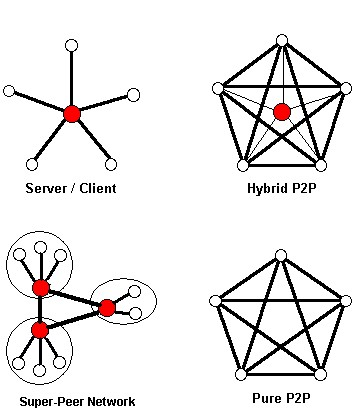 Server / Client
Hybrid P2P
Super-Peer Network
Pure P2P